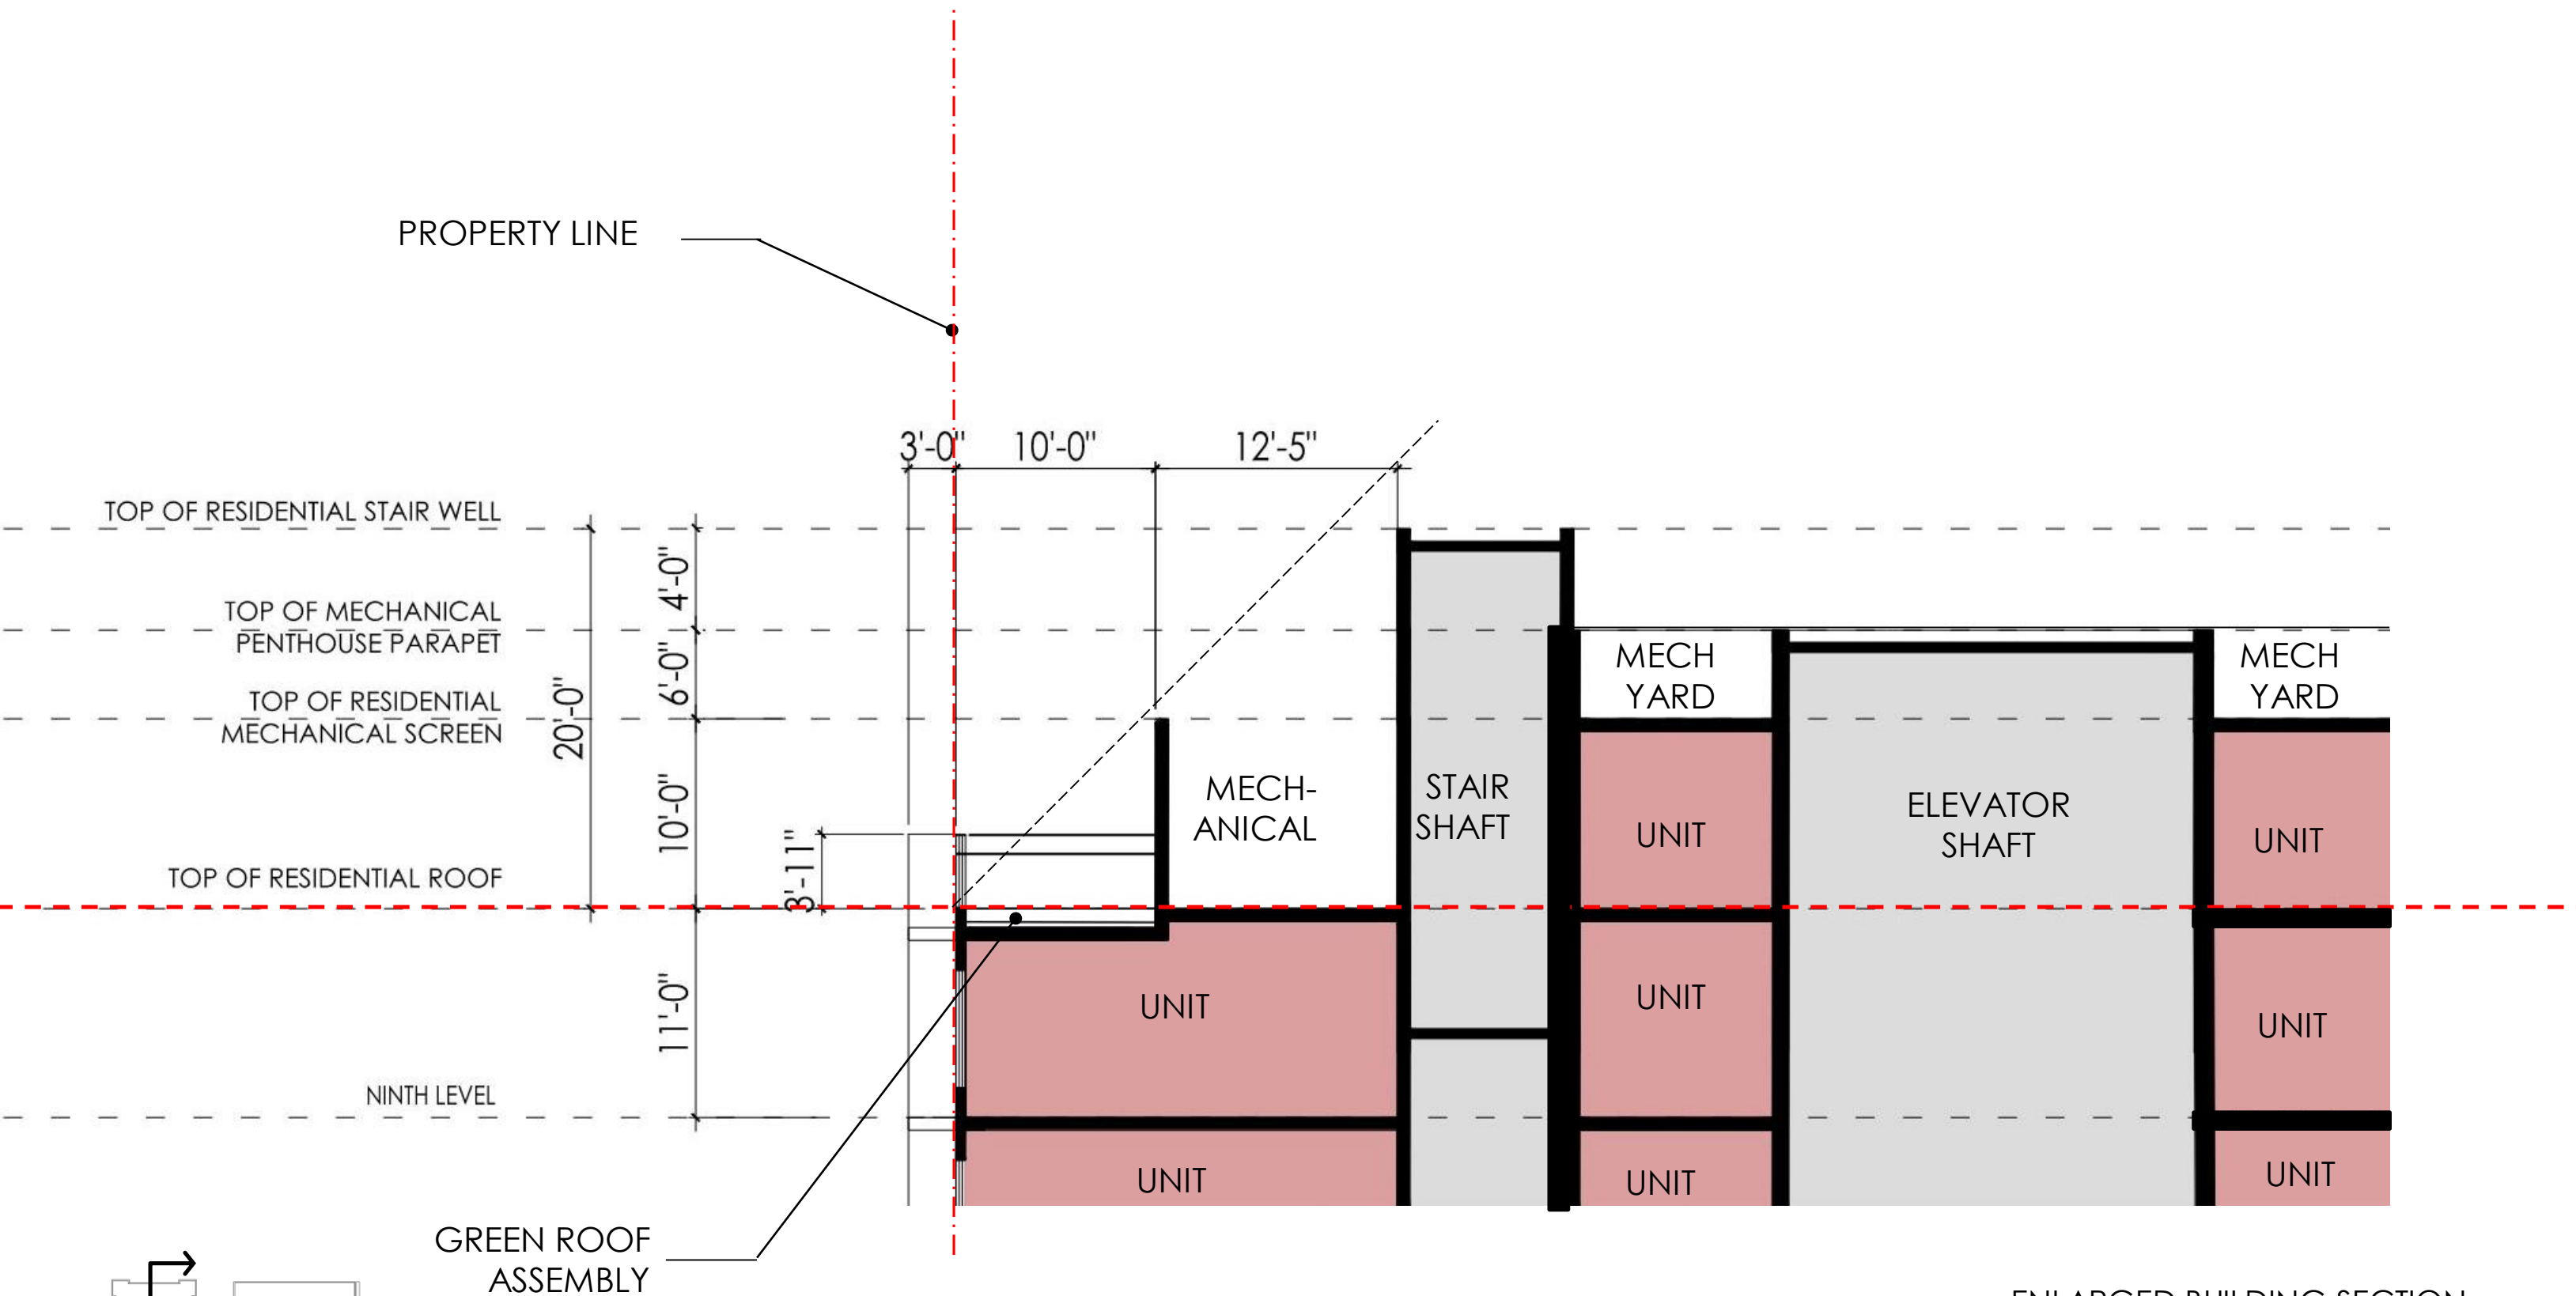 PROPERTY LINE
3'-0" 10'-0" 12'-5"
TOP OF RESIDENTIAL STAIR WELL
4'-0"
TOP OF MECHANICAL
PENTHOUSE PARAPET
6'-0"
MECH
YARD
MECH
YARD
TOP OF RESIDENTIAL
MECHANICAL SCREEN
20'-0"
10'-0"
3'-11"
MECH-
ANICAL
STAIR
SHAFT
UNIT
ELEVATOR
SHAFT
UNIT
TOP OF RESIDENTIAL ROOF
11'-0"
UNIT
UNIT
UNIT
NINTH LEVEL
UNIT
UNIT
UNIT
GREEN ROOF
ASSEMBLY
ENLARGED BUILDING SECTION